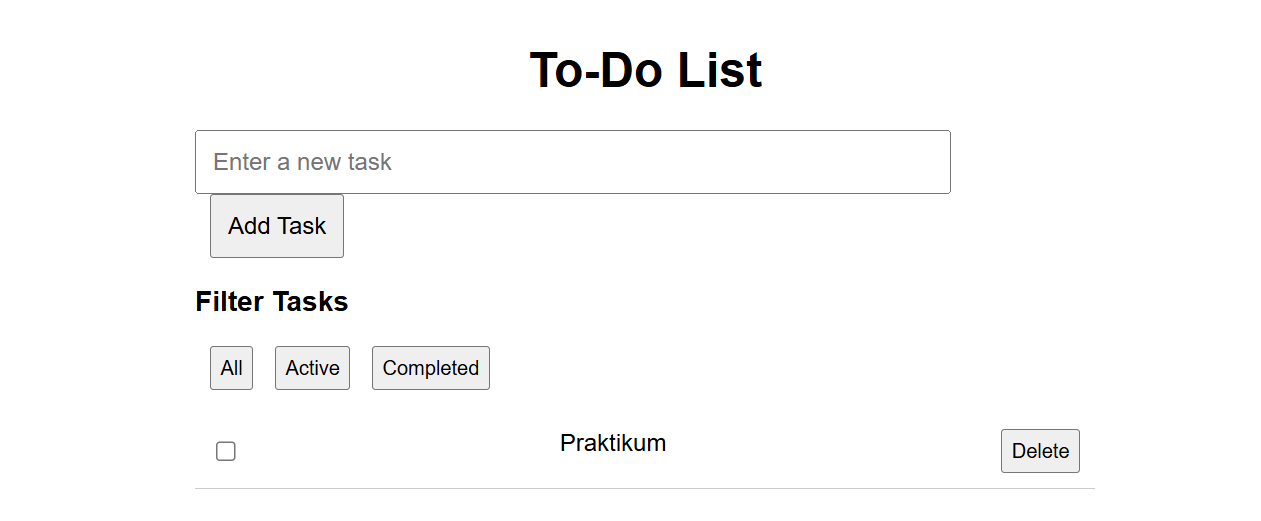 To-Do List
Enter a new task
Add Task
Filter Tasks
All Active Completed
Praktikum Delete